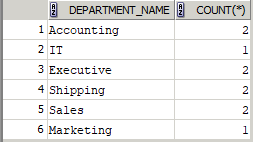 DEPARTMENT_NAME COUNT(*)
1 Accounting 2
2 IT 1
3 Executive 2
4 Shipping 2
5 Sales 2
6 Marketing 1